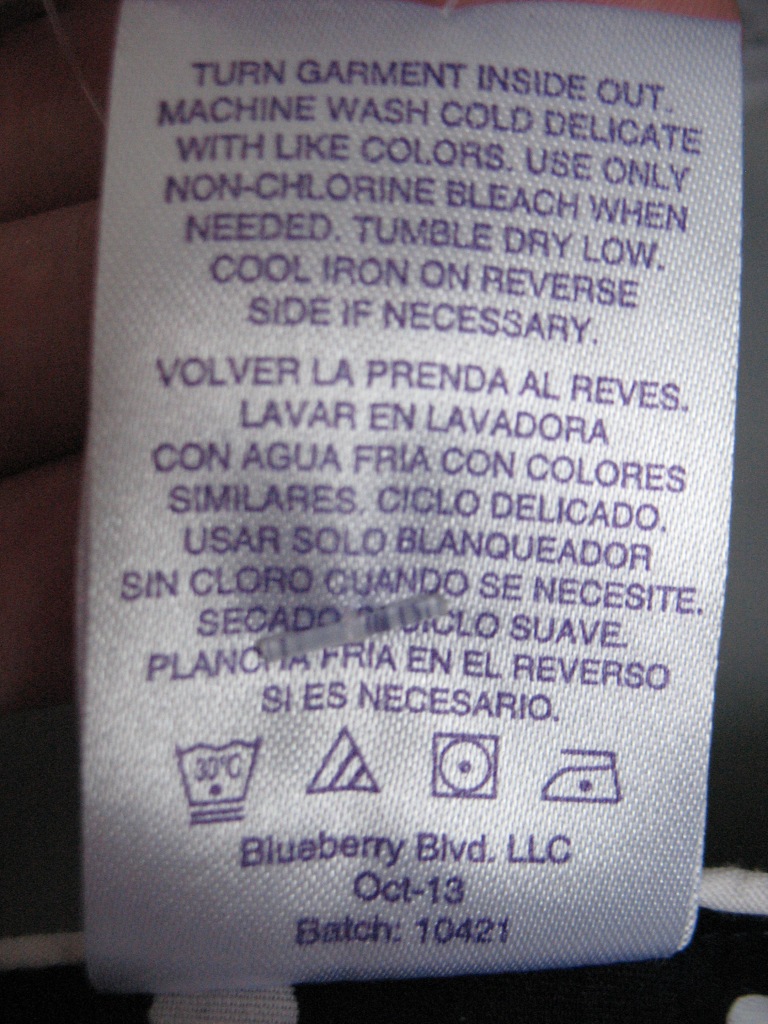 TURN GARMENT INSIDE OUT.
MACHINE WASH COLD DELICATE
WITH LIKE COLORS. USE ONLY
NON-CHLORINE BLEACH WHEN
NEEDED. TUMBLE DRY LOW.
COOL IRON ON REVERSE
SIDE IF NECESSARY.
VOLVER LA PRENDA AL REVES.
LAVAR EN LAVADORA
CON AGUA FRIA CON COLORES
SIMILARES. CICLO DELICADO.
USAR SOLO BLANQUEADOR
SIN CLORO CUANDO SE NECESITE.
SECADO CICLO SUAVE.
PLANCHA FRIA EN EL REVERSO
SI ES NECESARIO.
30°C
Blueberry Blvd. LLC
Oct-13
Batch: 10421